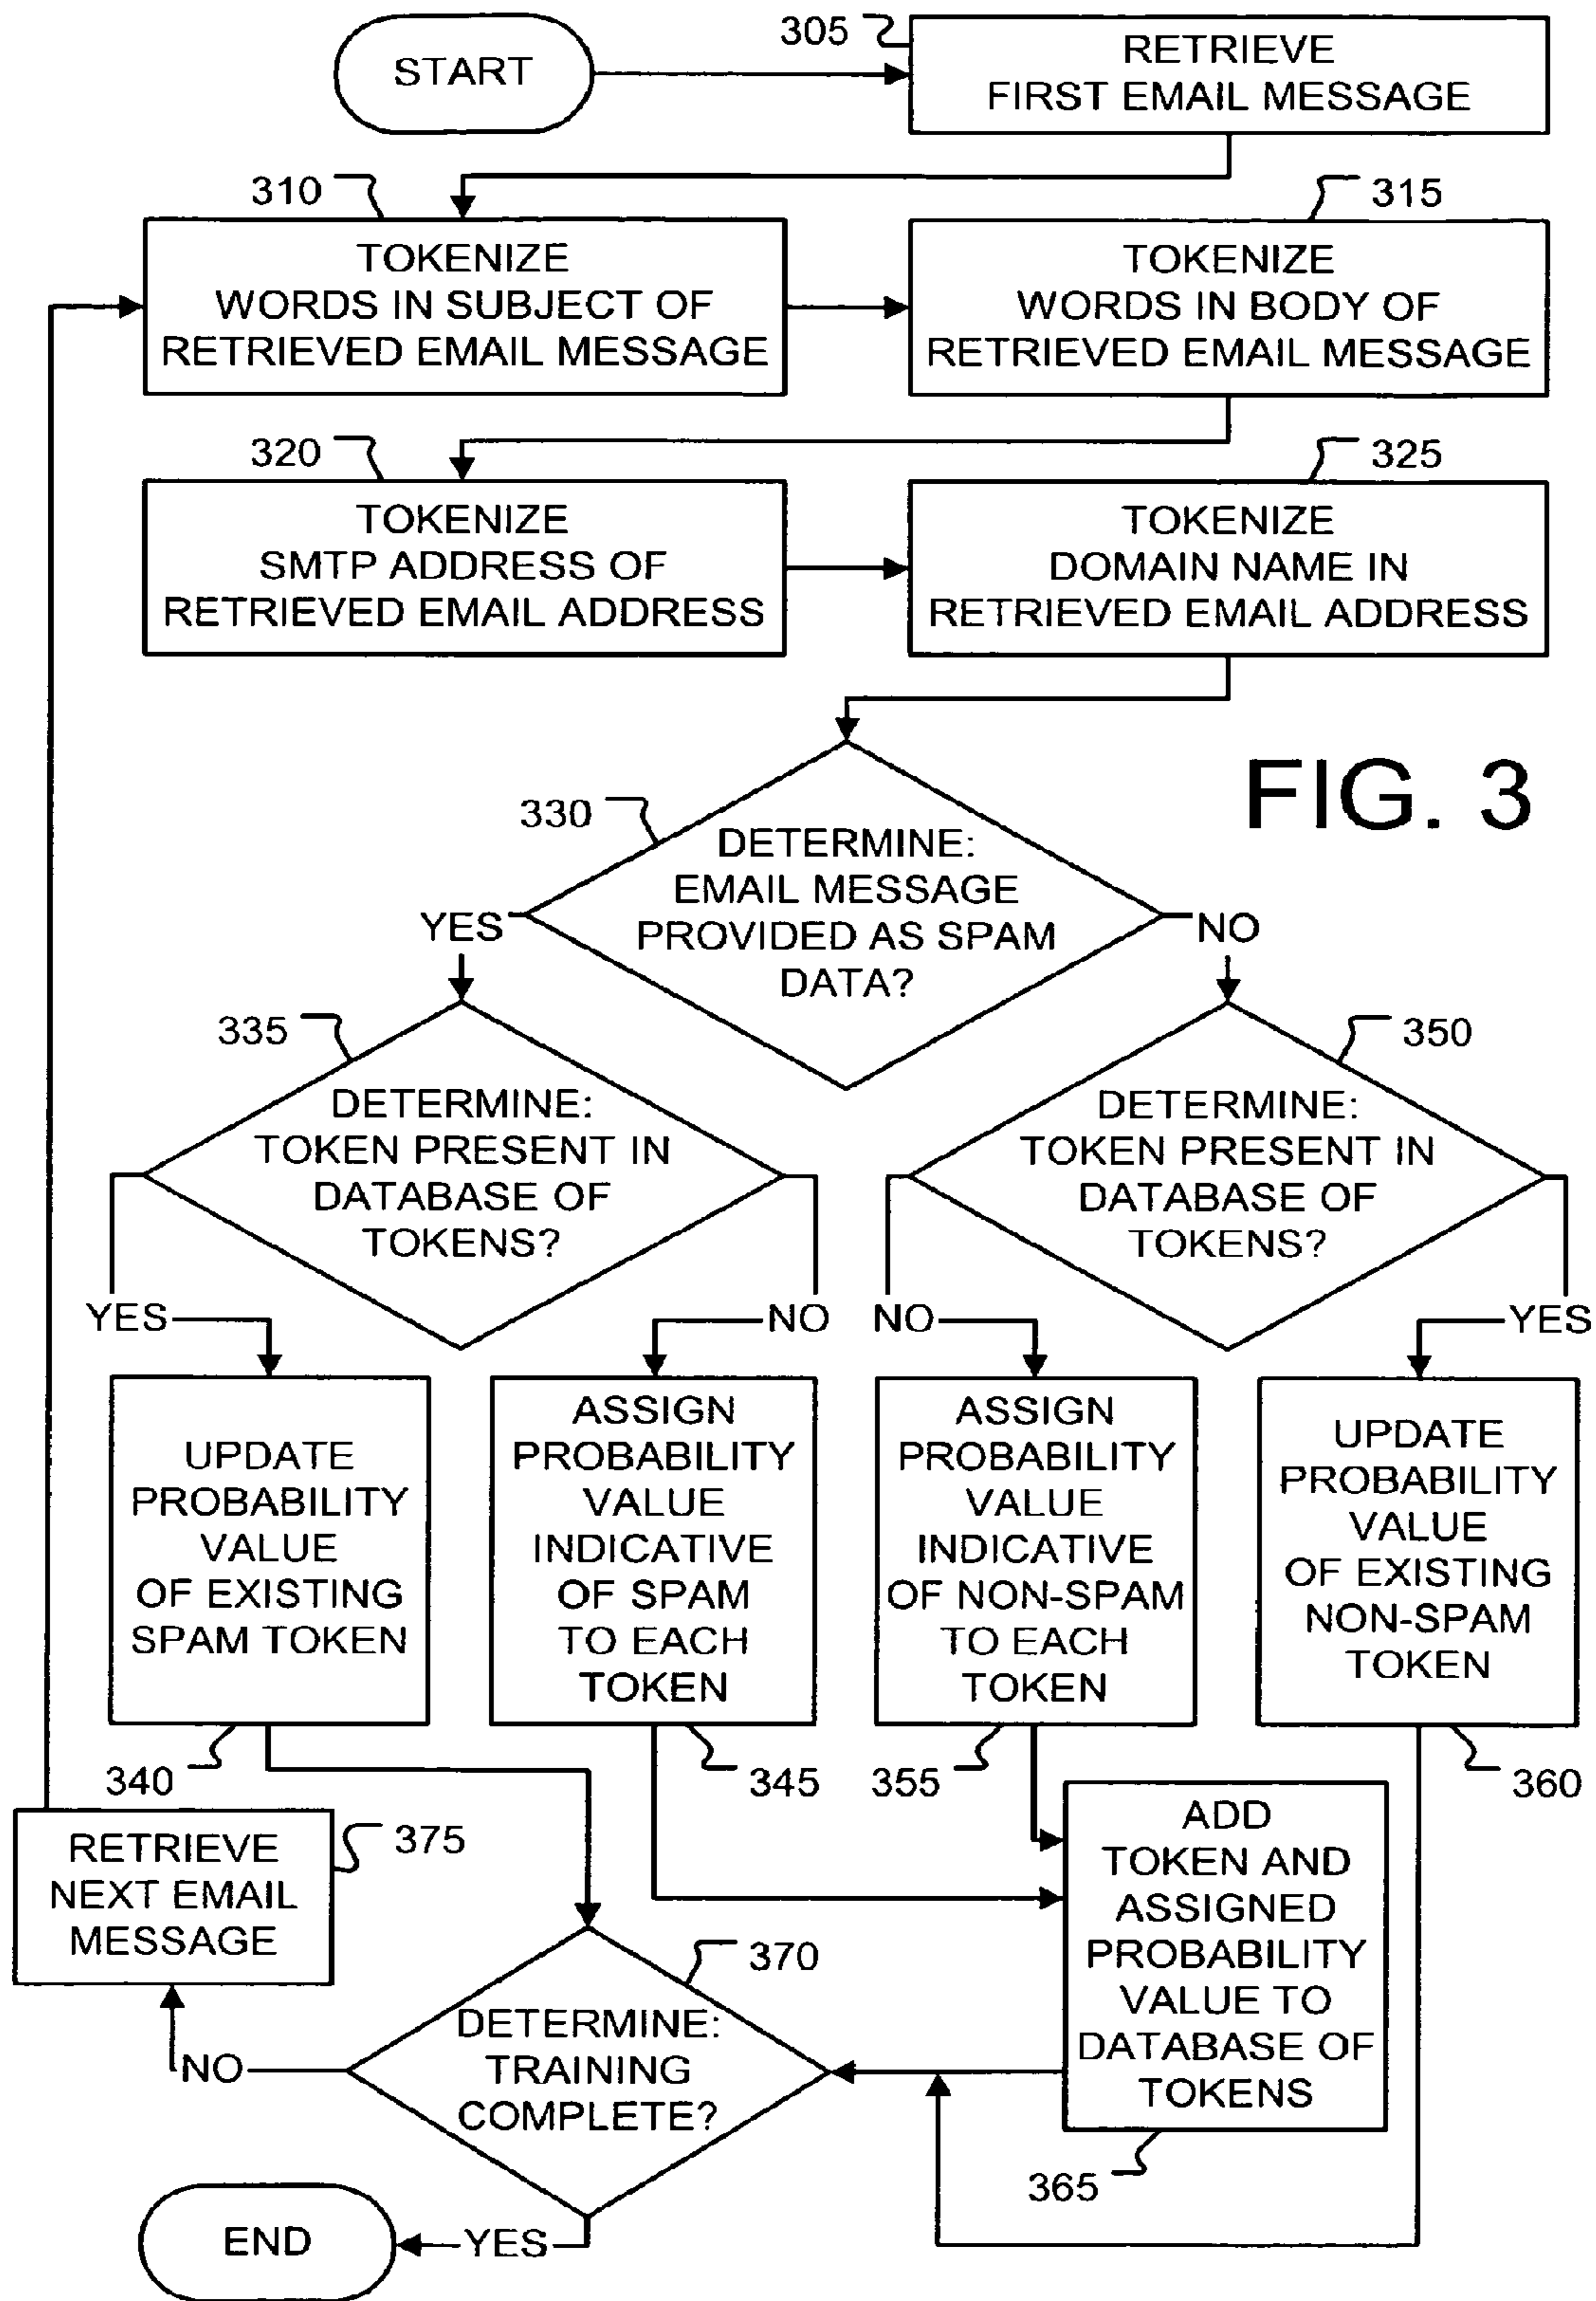 START
305
RETRIEVE
FIRST EMAIL MESSAGE
310
TOKENIZE
WORDS IN SUBJECT OF
RETRIEVED EMAIL MESSAGE
315
TOKENIZE
WORDS IN BODY OF
RETRIEVED EMAIL MESSAGE
320
TOKENIZE
SMTP ADDRESS OF
RETRIEVED EMAIL ADDRESS
325
TOKENIZE
DOMAIN NAME IN
RETRIEVED EMAIL ADDRESS
FIG. 3
330
DETERMINE:
EMAIL MESSAGE
PROVIDED AS SPAM
DATA?
YES
NO
335
DETERMINE:
TOKEN PRESENT IN
DATABASE OF
TOKENS?
YES
NO
350
DETERMINE:
TOKEN PRESENT IN
DATABASE OF
TOKENS?
NO
YES
UPDATE
PROBABILITY
VALUE
OF EXISTING
SPAM TOKEN
340
ASSIGN
PROBABILITY
VALUE
INDICATIVE
OF SPAM
TO EACH
TOKEN
345
ASSIGN
PROBABILITY
VALUE
INDICATIVE
OF NON-SPAM
TO EACH
TOKEN
355
UPDATE
PROBABILITY
VALUE
OF EXISTING
NON-SPAM
TOKEN
360
RETRIEVE
NEXT EMAIL
MESSAGE
375
ADD
TOKEN AND
ASSIGNED
PROBABILITY
VALUE TO
DATABASE OF
TOKENS
365
370
DETERMINE:
TRAINING
COMPLETE?
NO
YES
END